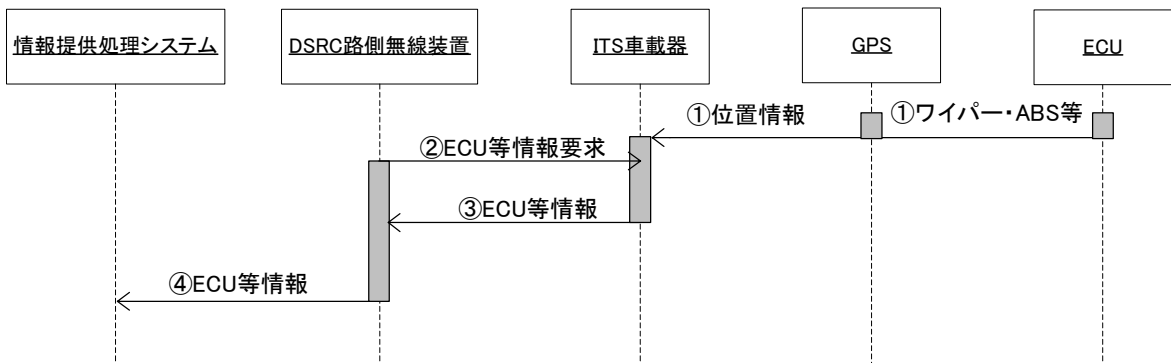 情報提供処理システム
DSRC路側無線装置
ITS車載器
GPS
ECU
①位置情報
①ワイパー・ABS等
②ECU等情報要求
③ECU等情報
④ECU等情報